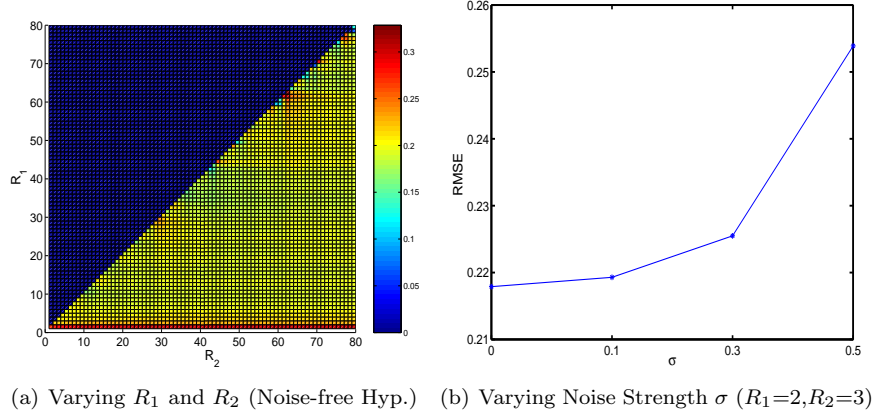 80
70
60
50
40
30
20
10
0
R1
0 10 20 30 40 50 60 70 80
R2
0.3
0.25
0.2
0.15
0.1
0.05
0
0.26
0.25
0.23
0.22
0.21
RMSE
0 0.1 0.3 0.5
σ
(a) Varying R1 and R2 (Noise-free Hyp.)
(b) Varying Noise Strength σ (R1=2,R2=3)